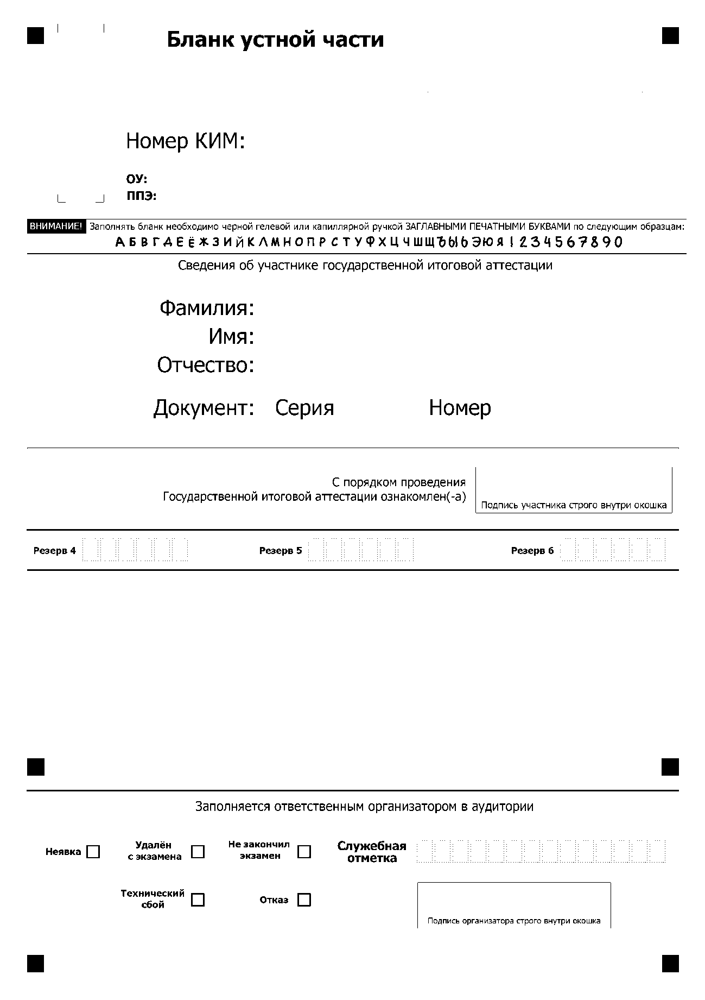 Бланк устной части
Номер КИМ:
ОУ:
ППЭ:
ВНИМАНИЕ! Заполнять бланк необходимо черной гелевой или капиллярной ручкой ЗАГЛАВНЫМИ ПЕЧАТНЫМИ БУКВАМИ по следующим образцам:
А Б В Г Д Е Ё Ж З И Й К Л М Н О П Р С Т У Ф Х Ц Ч Ш Щ Ъ Ы Ь Э Ю Я 1 2 3 4 5 6 7 8 9 0
Сведения об участнике государственной итоговой аттестации
Фамилия:
Имя:
Отчество:
Документ: Серия Номер
С порядком проведения
Государственной итоговой аттестации ознакомлен(-а)
Подпись участника строго внутри окошка
Резерв 4 Резерв 5 Резерв 6
Заполняется ответственным организатором в аудитории
Неявка
Удалён
с экзамена
Не закончил
экзамен
Служебная
отметка
Технический
сбой
Отказ
Подпись организатора строго внутри окошка